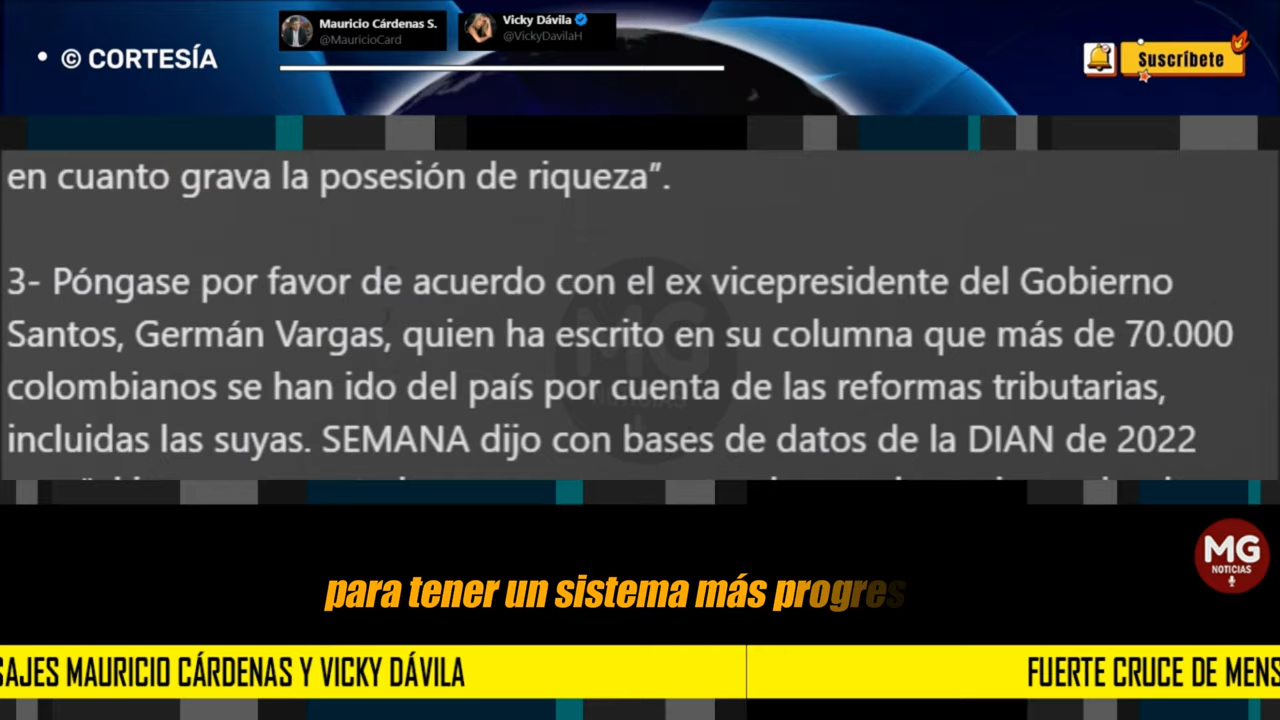 • © CORTESÍA
Mauricio Cárdenas S.
@MauricioCard
Vicky Dávila
@VickyDavilaH
Suscríbete
en cuanto grava la posesión de riqueza”.
3- Póngase por favor de acuerdo con el ex vicepresidente del Gobierno
Santos, Germán Vargas, quien ha escrito en su columna que más de 70.000
colombianos se han ido del país por cuenta de las reformas tributarias,
incluidas las suyas. SEMANA dijo con bases de datos de la DIAN de 2022
MG
NOTICIAS
para tener un sistema más progres
SAJES MAURICIO CÁRDENAS Y VICKY DÁVILA
FUERTE CRUCE DE MENS